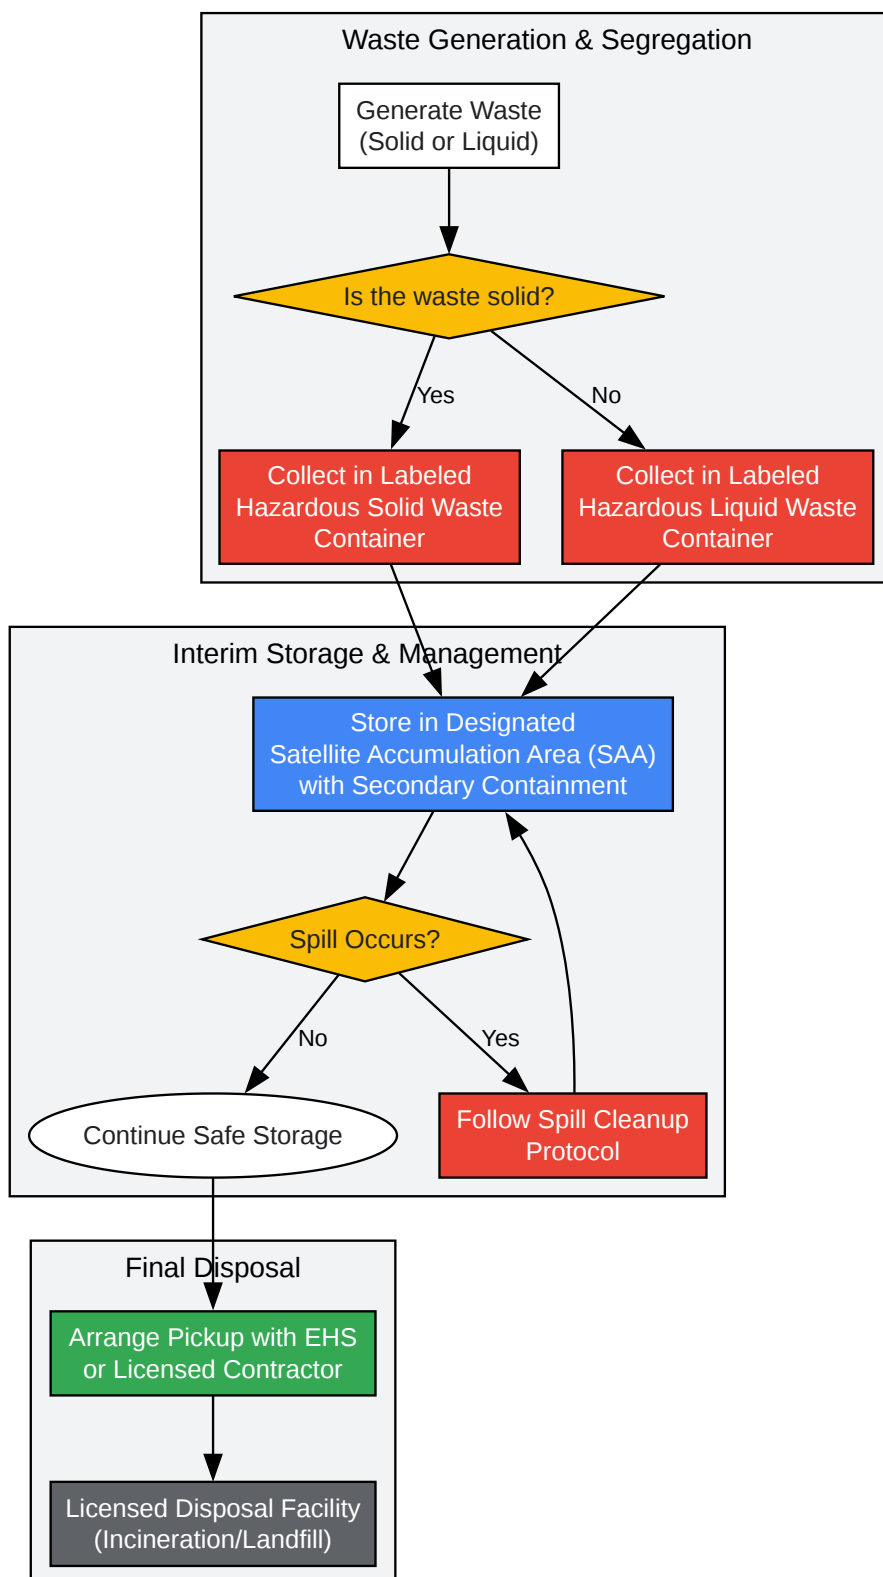 Waste Generation & Segregation
Generate Waste
(Solid or Liquid)
Is the waste solid?
Yes
No
Collect in Labeled
Hazardous Solid Waste
Container
Collect in Labeled
Hazardous Liquid Waste
Container
Interim Storage & Management
Store in Designated
Satellite Accumulation Area (SAA)
with Secondary Containment
Spill Occurs?
No
Yes
Continue Safe Storage
Follow Spill Cleanup
Protocol
Final Disposal
Arrange Pickup with EHS
or Licensed Contractor
Licensed Disposal Facility
(Incineration/Landfill)